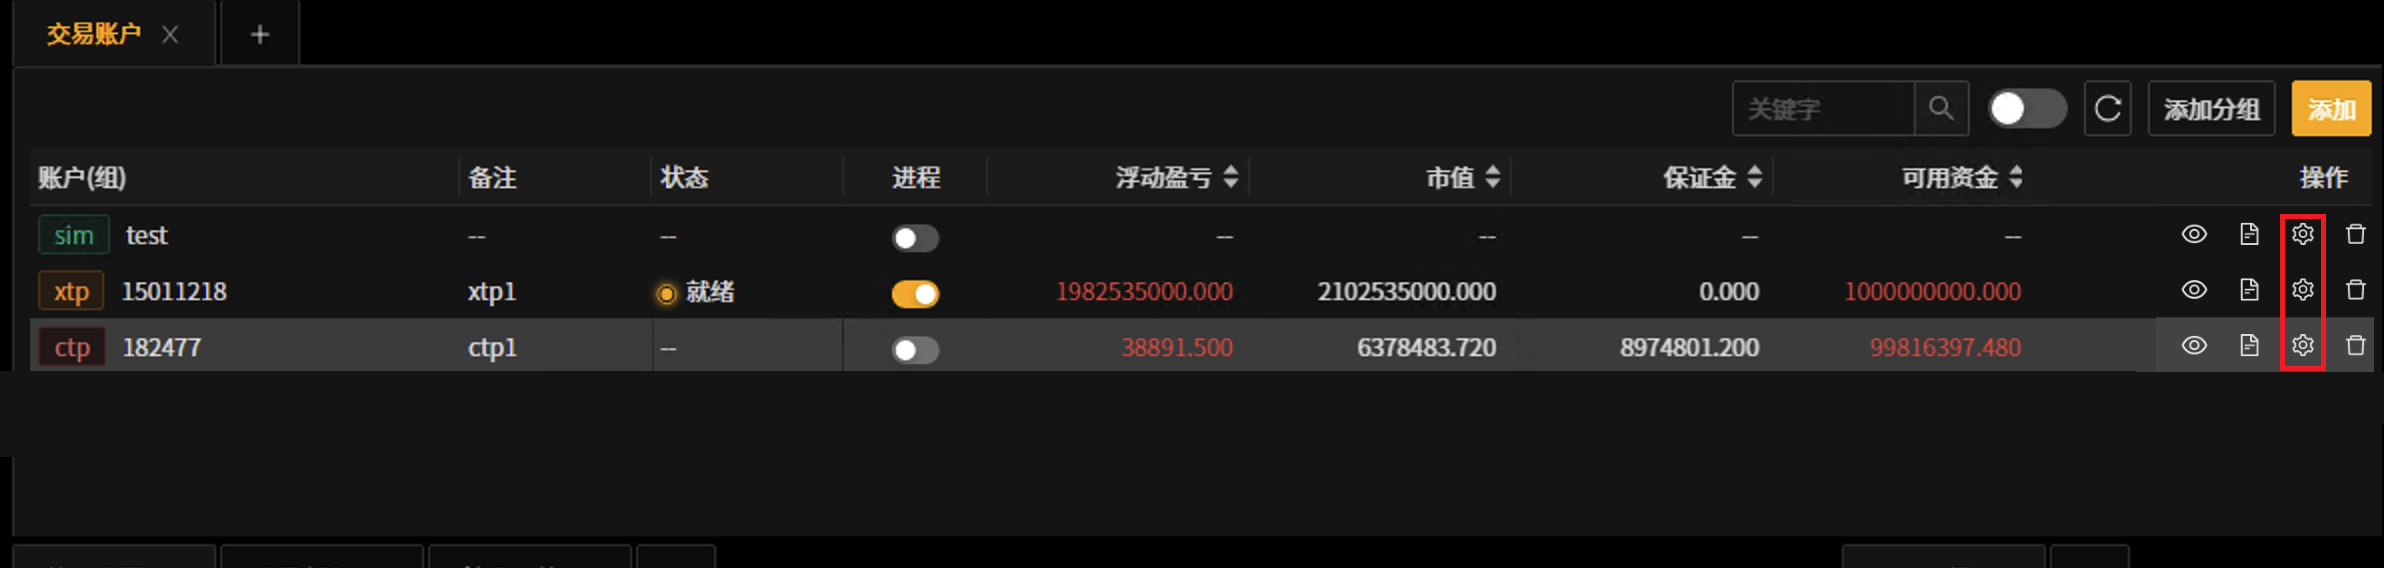 交易账户
关键字 添加分组 添加
账户(组) 备注 状态 进程 浮动盈亏 市值 保证金 可用资金 操作
sim test -- -- -- -- -- --
xtp 15011218 xtp1 就绪 1982535000.000 2102535000.000 0.000 1000000000.000
ctp 182477 ctp1 -- 38891.500 6378483.720 8974801.200 99816397.480